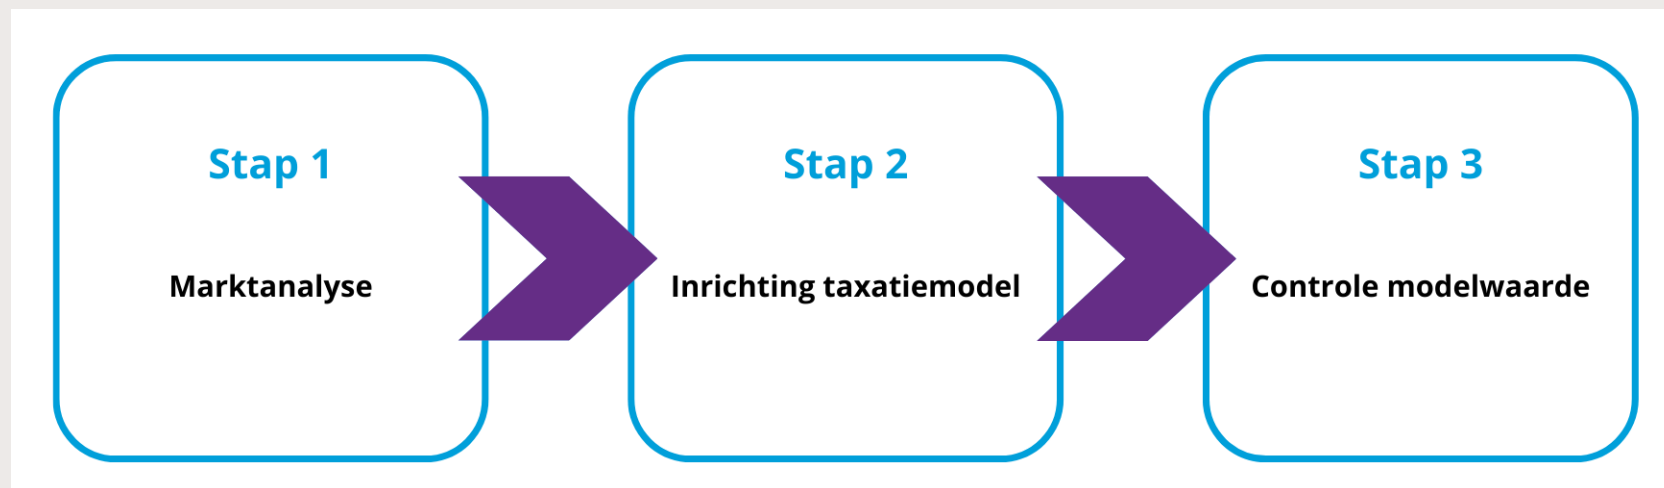 Stap 1
Marktanalyse
Stap 2
Inrichting taxatiemodel
Stap 3
Controle modelwaarde